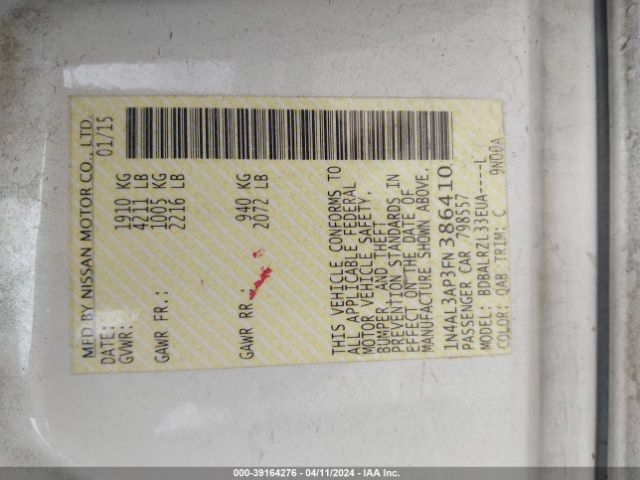 MFD BY NISSAN MOTOR CO., LTD.
DATE: 01/15
GVWR: 1910 KG
4211 LB
GAWR FR.: 1005 KG
2216 LB
GAWR RR.: 940 KG
2072 LB
THIS VEHICLE CONFORMS TO
ALL APPLICABLE FEDERAL
MOTOR VEHICLE SAFETY,
BUMPER, AND THEFT
PREVENTION STANDARDS IN
EFFECT ON THE DATE OF
MANUFACTURE SHOWN ABOVE.
1N4AL3AP3FN386410
PASSENGER CAR 798557
MODEL: BDBALRZL33EUA----L
COLOR: QAB TRIM: C 9ND0A
000-39164276 - 04/11/2024 - IAA Inc.